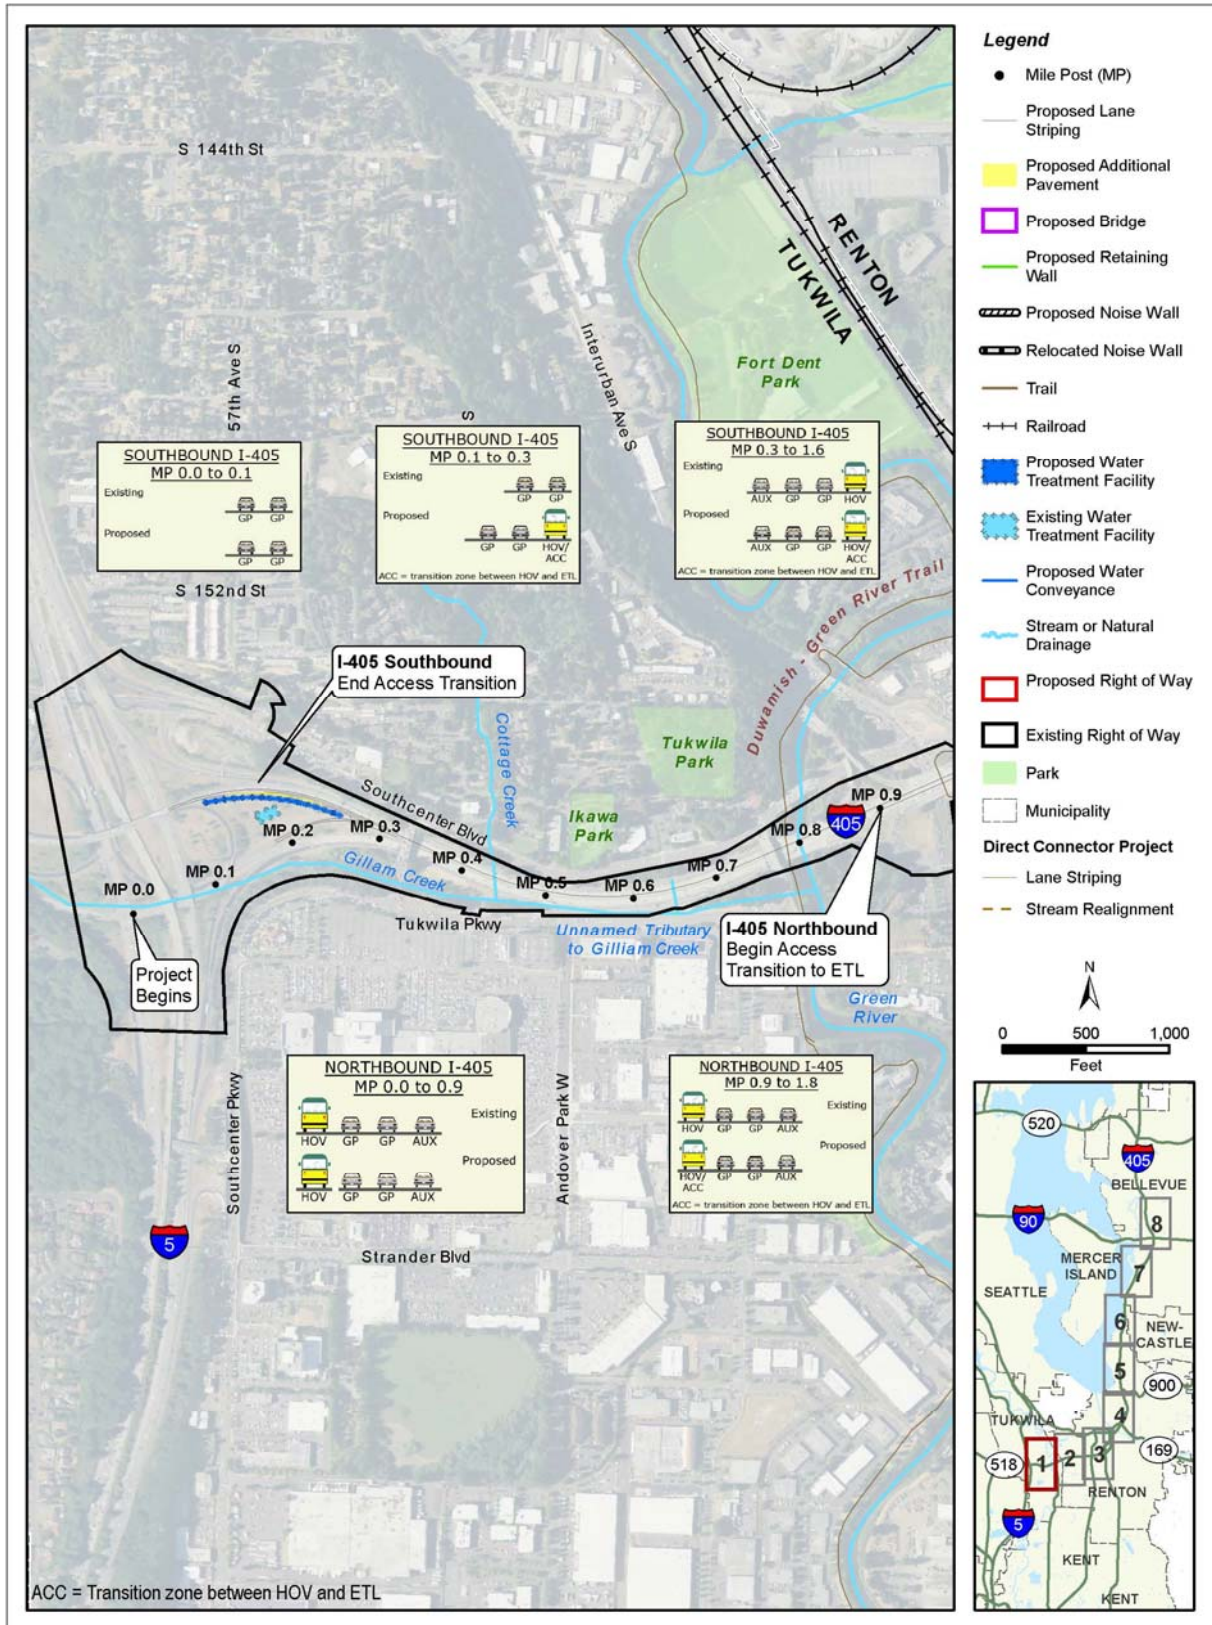 S 144th St
RENTON
TUKWILA
57th Ave S
S
Interurban Ave S
Fort Dent
Park
SOUTHBOUND I-405
MP 0.0 to 0.1
Existing
GP GP
Proposed
GP GP
SOUTHBOUND I-405
MP 0.1 to 0.3
Existing
GP GP
Proposed
GP GP HOV/
ACC
ACC = transition zone between HOV and ETL
SOUTHBOUND I-405
MP 0.3 to 1.6
Existing
AUX GP GP HOV
Proposed
AUX GP GP HOV/
ACC
ACC = transition zone between HOV and ETL
S 152nd St
Duwamish - Green River Trail
I-405 Southbound
End Access Transition
Cottage Creek
Tukwila
Park
Southcenter Blvd
Ikawa
Park
405
MP 0.9
MP 0.8
MP 0.2
MP 0.3
MP 0.4
MP 0.7
MP 0.1
Gillam Creek
MP 0.5
MP 0.6
MP 0.0
Tukwila Pkwy
Unnamed Tributary
to Gilliam Creek
I-405 Northbound
Begin Access
Transition to ETL
Project
Begins
Green
River
NORTHBOUND I-405
MP 0.0 to 0.9
Existing
HOV GP GP AUX
Proposed
HOV GP GP AUX
NORTHBOUND I-405
MP 0.9 to 1.8
Existing
HOV GP GP AUX
Proposed
HOV/
ACC GP GP AUX
ACC = transition zone between HOV and ETL
Southcenter Pkwy
Andover Park W
5
Strander Blvd
ACC = Transition zone between HOV and ETL
Legend
Mile Post (MP)
Proposed Lane
Striping
Proposed Additional
Pavement
Proposed Bridge
Proposed Retaining
Wall
Proposed Noise Wall
Relocated Noise Wall
Trail
Railroad
Proposed Water
Treatment Facility
Existing Water
Treatment Facility
Proposed Water
Conveyance
Stream or Natural
Drainage
Proposed Right of Way
Existing Right of Way
Park
Municipality
Direct Connector Project
Lane Striping
Stream Realignment
N
0 500 1,000
Feet
520
405
BELLEVUE
90
8
MERCER
ISLAND
7
SEATTLE
6
NEW-
CASTLE
5
900
4
TUKWILA
518
1
2
3
169
RENTON
5
KENT
KENT